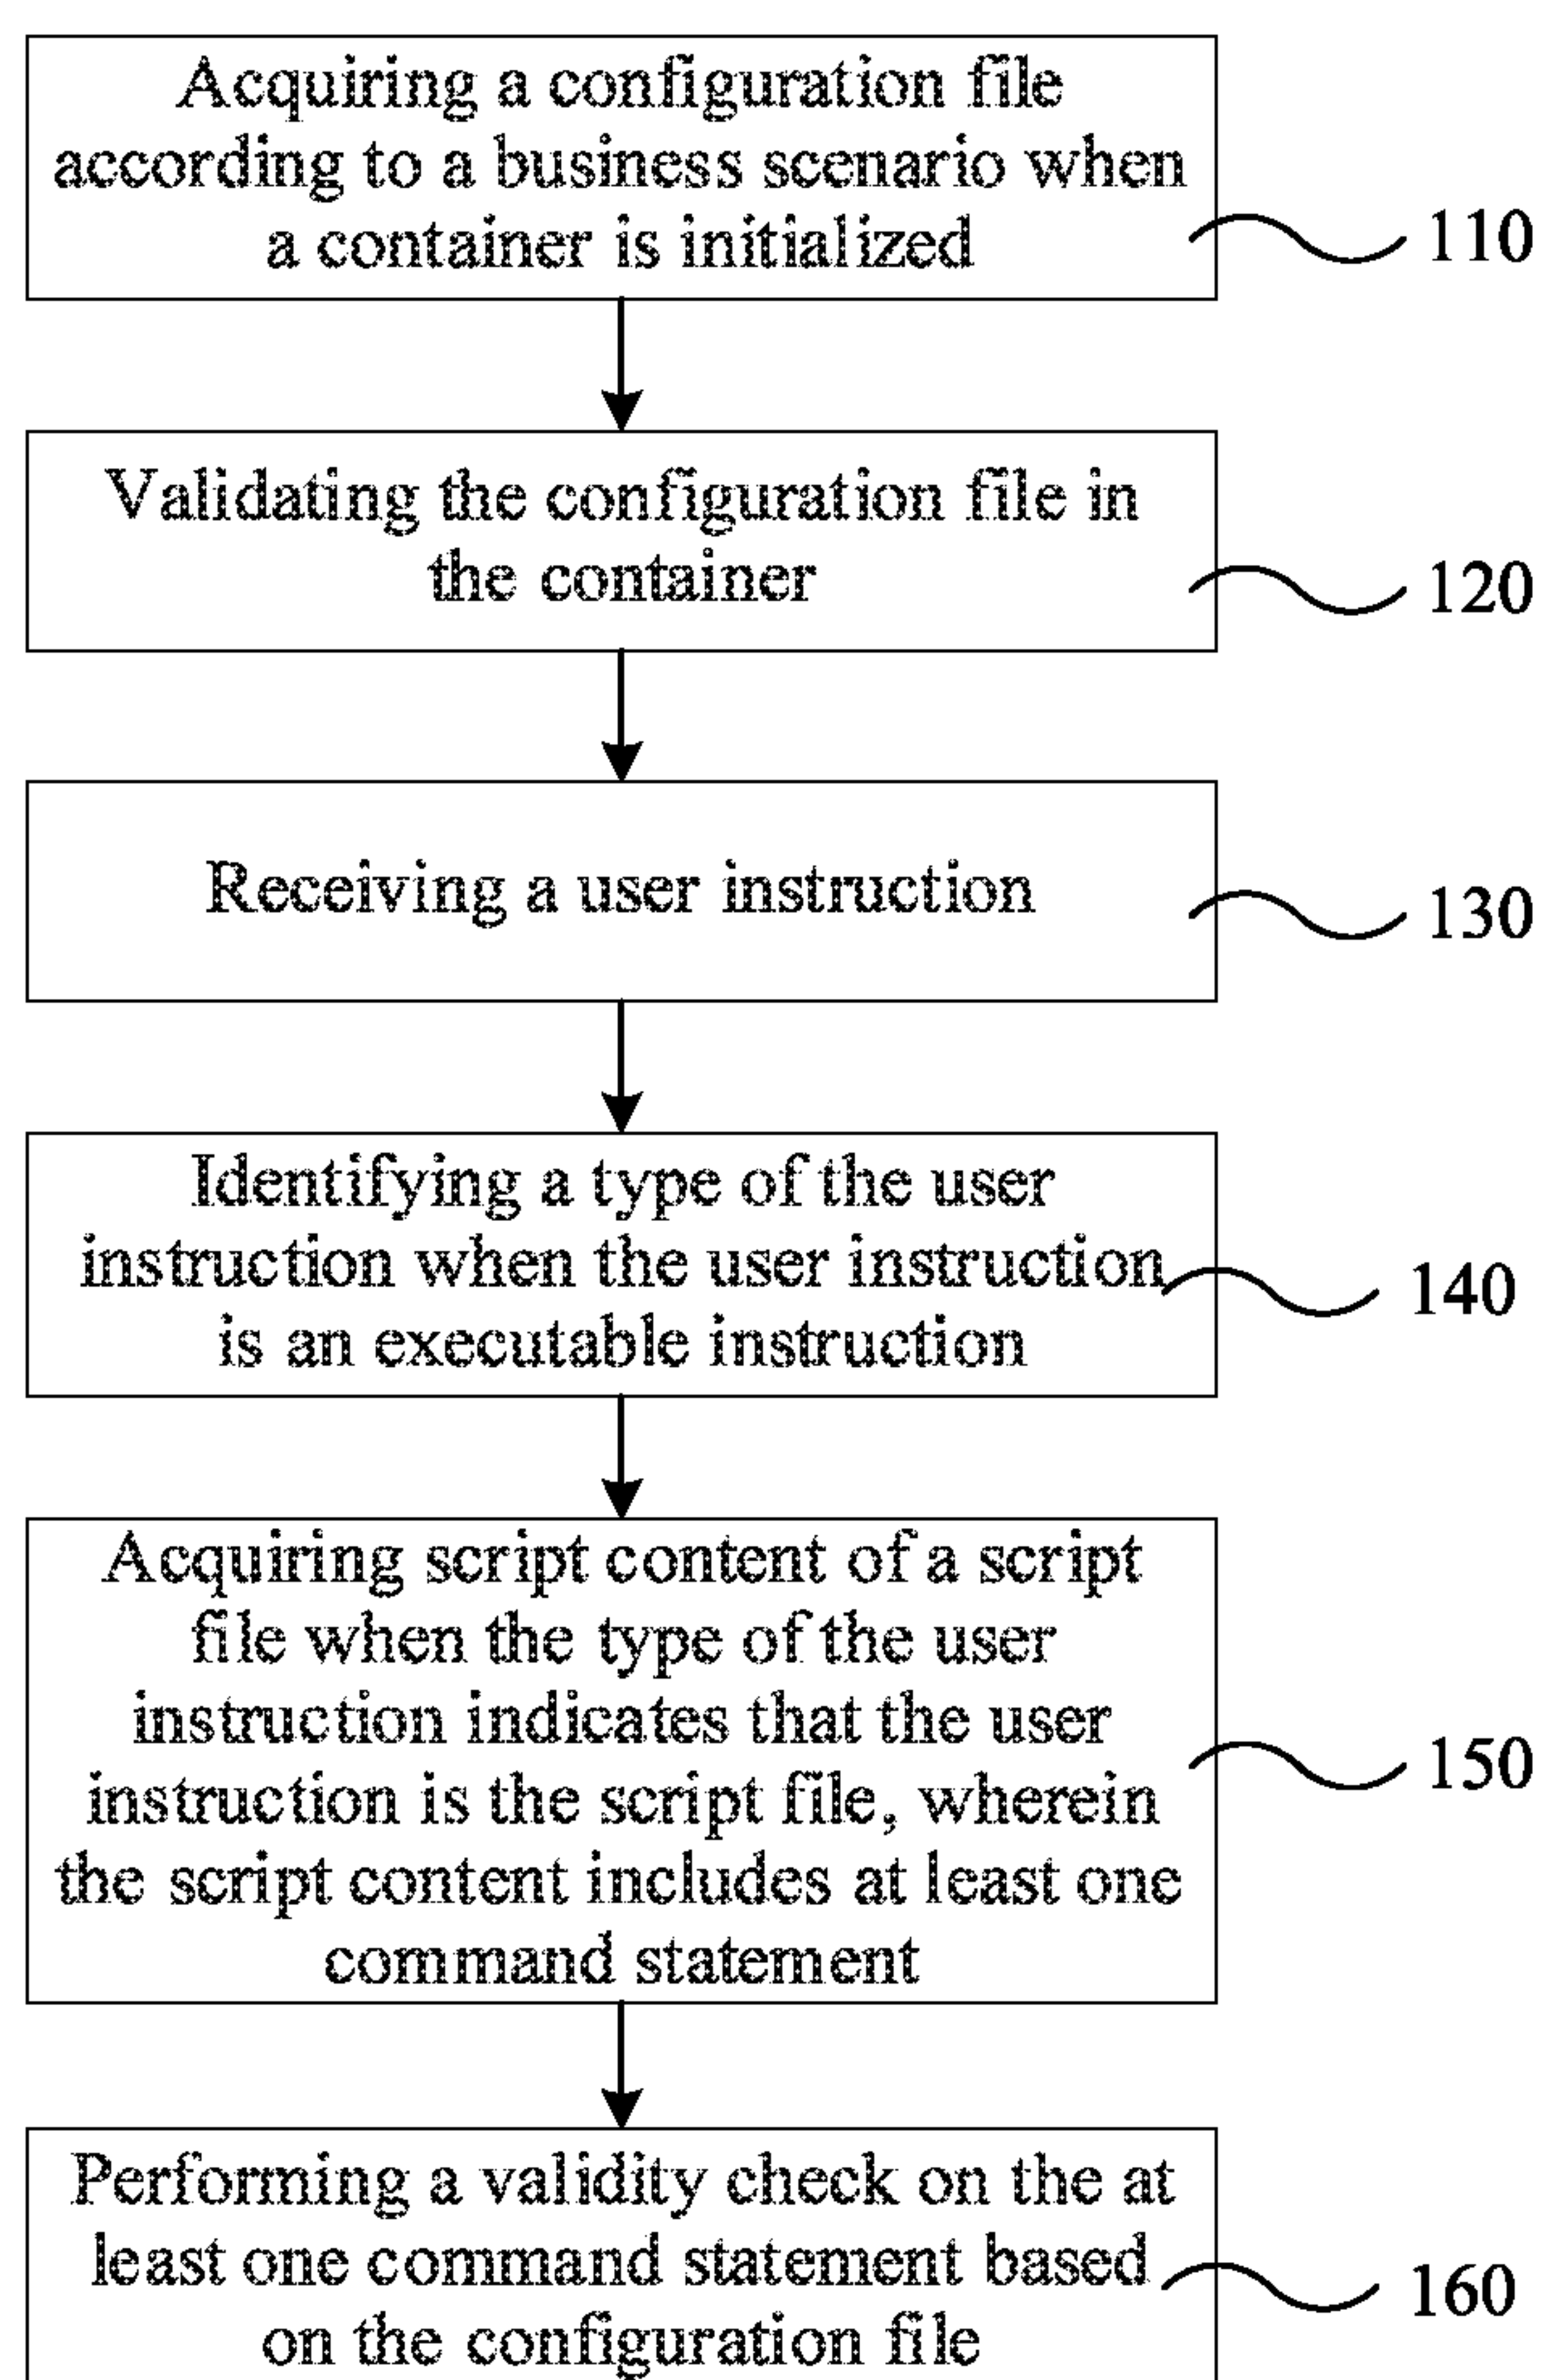 Acquiring a configuration file
according to a business scenario when
a container is initialized
110
Validating the configuration file in
the container
120
Receiving a user instruction
130
Identifying a type of the user
instruction when the user instruction
is an executable instruction
140
Acquiring script content of a script
file when the type of the user
instruction indicates that the user
instruction is the script file, wherein
the script content includes at least one
command statement
150
Performing a validity check on the at
least one command statement based
on the configuration file
160